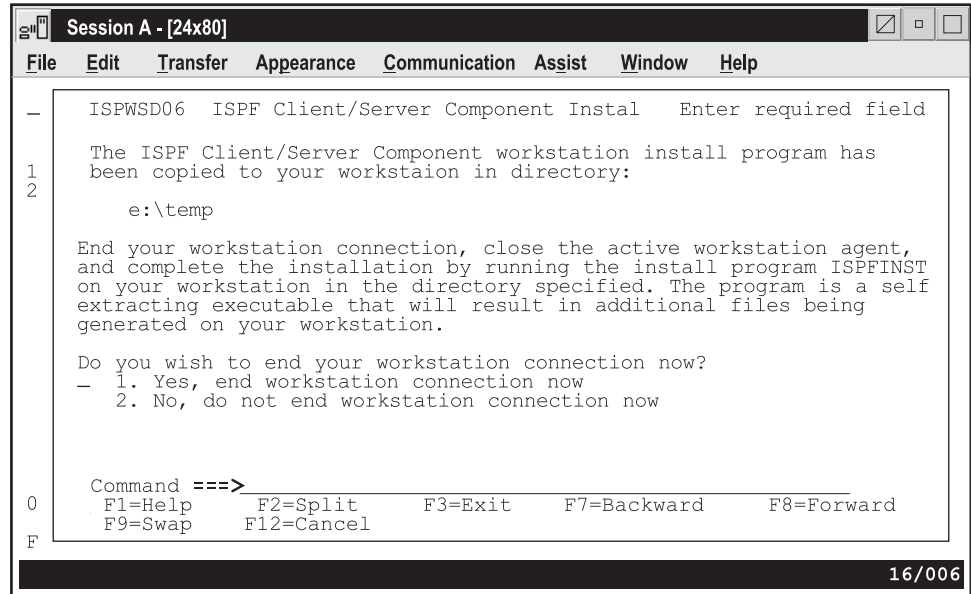 Session A - [24x80]
File Edit Transfer Appearance Communication Assist Window Help
ISPWSD06 ISPF Client/Server Component Instal Enter required field
The ISPF Client/Server Component workstation install program has
1 been copied to your workstaion in directory:
2
e:\temp
End your workstation connection, close the active workstation agent,
and complete the installation by running the install program ISPFINST
on your workstation in the directory specified. The program is a self
extracting executable that will result in additional files being
generated on your workstation.
Do you wish to end your workstation connection now?
_ 1. Yes, end workstation connection now
2. No, do not end workstation connection now
Command ===>
0 F1=Help F2=Split F3=Exit F7=Backward F8=Forward
F9=Swap F12=Cancel
F
16/006